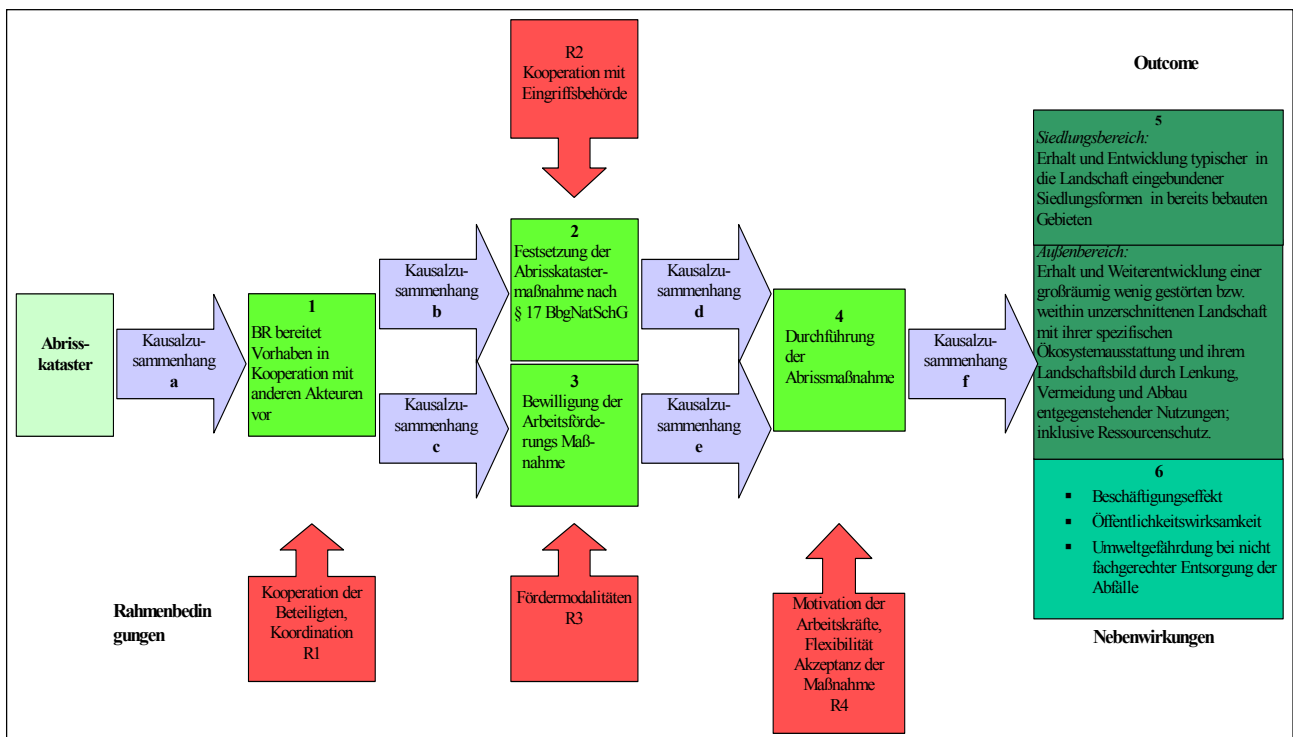 R2
Kooperation mit
Eingriffsbehörde
Outcome
Abriss-
kataster
Kausalzu-
sammenhang
a
1
BR bereitet
Vorhaben in
Kooperation mit
anderen Akteuren
vor
Kausalzu-
sammenhang
b
Kausalzu-
sammenhang
c
2
Festsetzung der
Abrisskataster-
maßnahme nach
§ 17 BbgNatSchG
3
Bewilligung der
Arbeitsförde-
rungs Maß-
nahme
Kausalzu-
sammenhang
d
Kausalzu-
sammenhang
e
4
Durchführung
der
Abrissmaßnahme
Kausalzu-
sammenhang
f
5
Siedlungsbereich:
Erhalt und Entwicklung typischer in
die Landschaft eingebundener
Siedlungsformen in bereits bebauten
Gebieten
Außenbereich:
Erhalt und Weiterentwicklung einer
großräumig wenig gestörten bzw.
weithin unzerschnittenen Landschaft
mit ihrer spezifischen
Ökosystemausstattung und ihrem
Landschaftsbild durch Lenkung,
Vermeidung und Abbau
entgegenstehender Nutzungen;
inklusive Ressourcenschutz.
6
▪ Beschäftigungseffekt
▪ Öffentlichkeitswirksamkeit
▪ Umweltgefährdung bei nicht
fachgerechter Entsorgung der
Abfälle
Rahmenbedin
gungen
Kooperation der
Beteiligten,
Koordination
R1
Fördermodalitäten
R3
Motivation der
Arbeitskräfte,
Flexibilität
Akzeptanz der
Maßnahme
R4
Nebenwirkungen